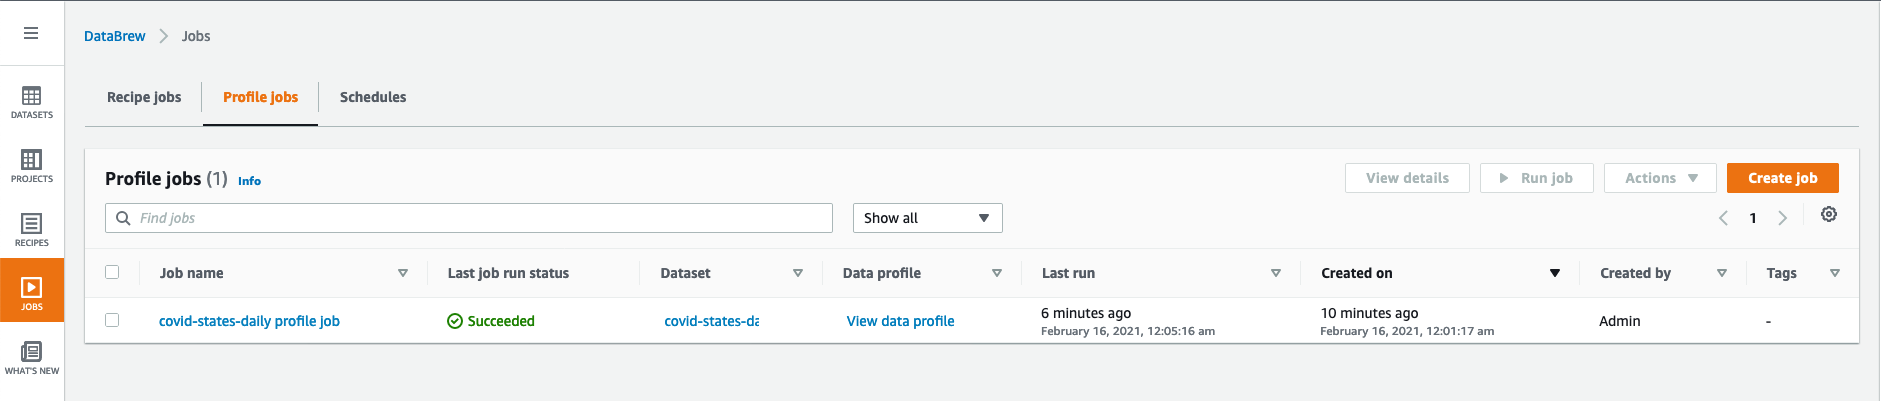 DataBrew Jobs
DATASETS
PROJECTS
RECIPES
JOBS
WHAT'S NEW
Recipe jobs Profile jobs Schedules
Profile jobs (1) Info
View details Run job Actions Create job
Find jobs Show all 1
Job name Last job run status Dataset Data profile Last run Created on Created by Tags
covid-states-daily profile job Succeeded covid-states-da View data profile 6 minutes ago 10 minutes ago Admin -
February 16, 2021, 12:05:16 am February 16, 2021, 12:01:17 am